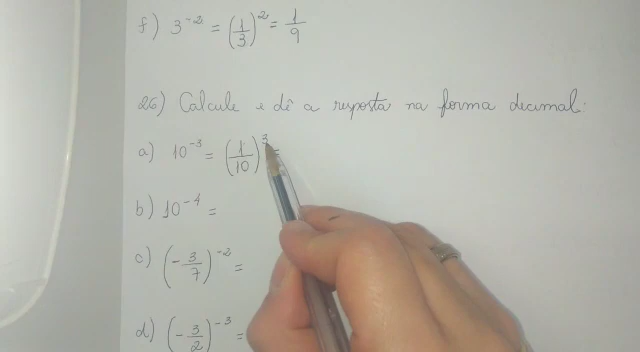 f) 3⁻² = (1/3)² = 1/9
26) Calcule e dê a resposta na forma decimal:
a) 10⁻³ = (1/10)³ =
b) 10⁻⁴ =
c) (-3/7)⁻² =
d) (-3/2)⁻³ =